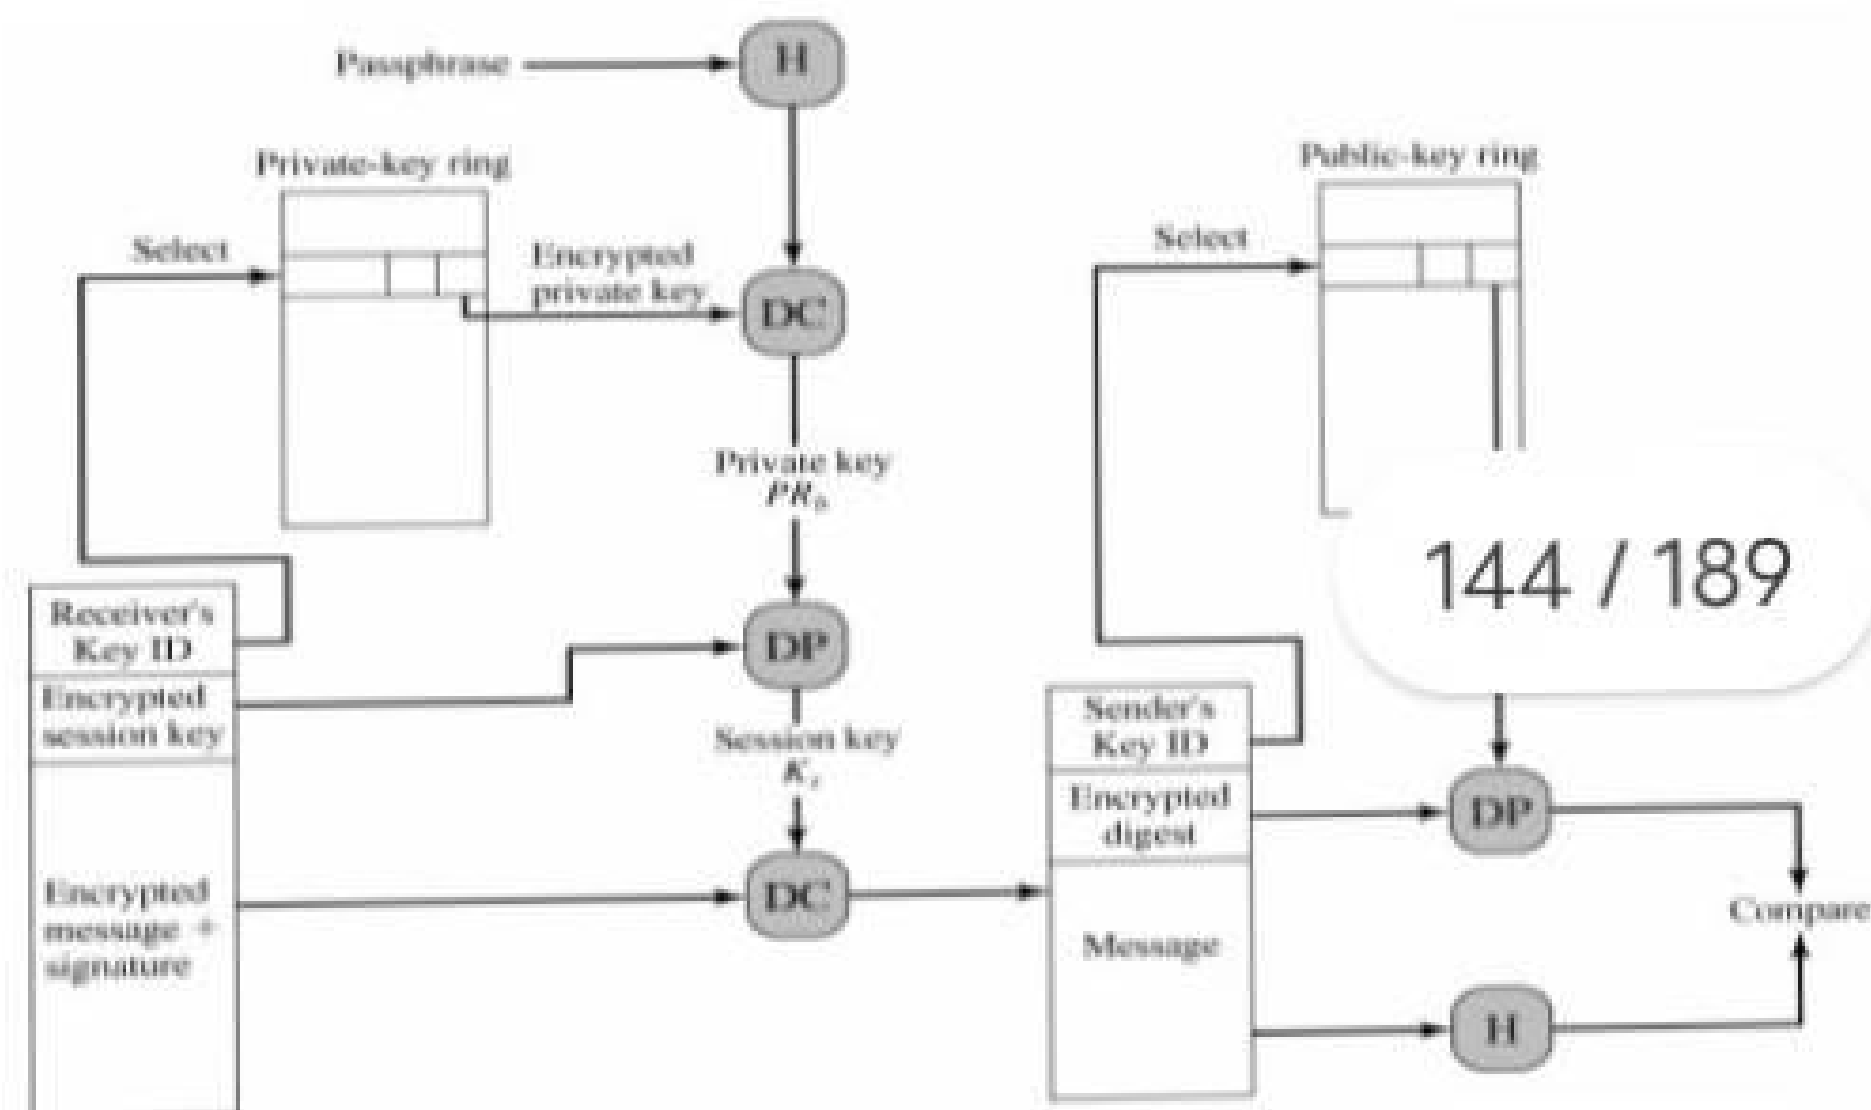 Passphrase
H
Private-key ring
Public-key ring
Select
Encrypted
private key
Select
DC
Private key
PRb
144 / 189
Receiver's
Key ID
DP
Encrypted
session key
Session key
Ks
Sender's
Key ID
Encrypted
digest
DP
Encrypted
message +
signature
DC
Message
Compare
H